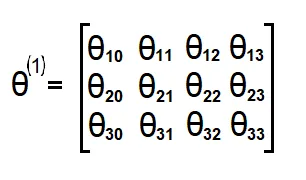 θ₁₀ θ₁₁ θ₁₂ θ₁₃
θ⁽¹⁾= θ₂₀ θ₂₁ θ₂₂ θ₂₃
θ₃₀ θ₃₁ θ₃₂ θ₃₃